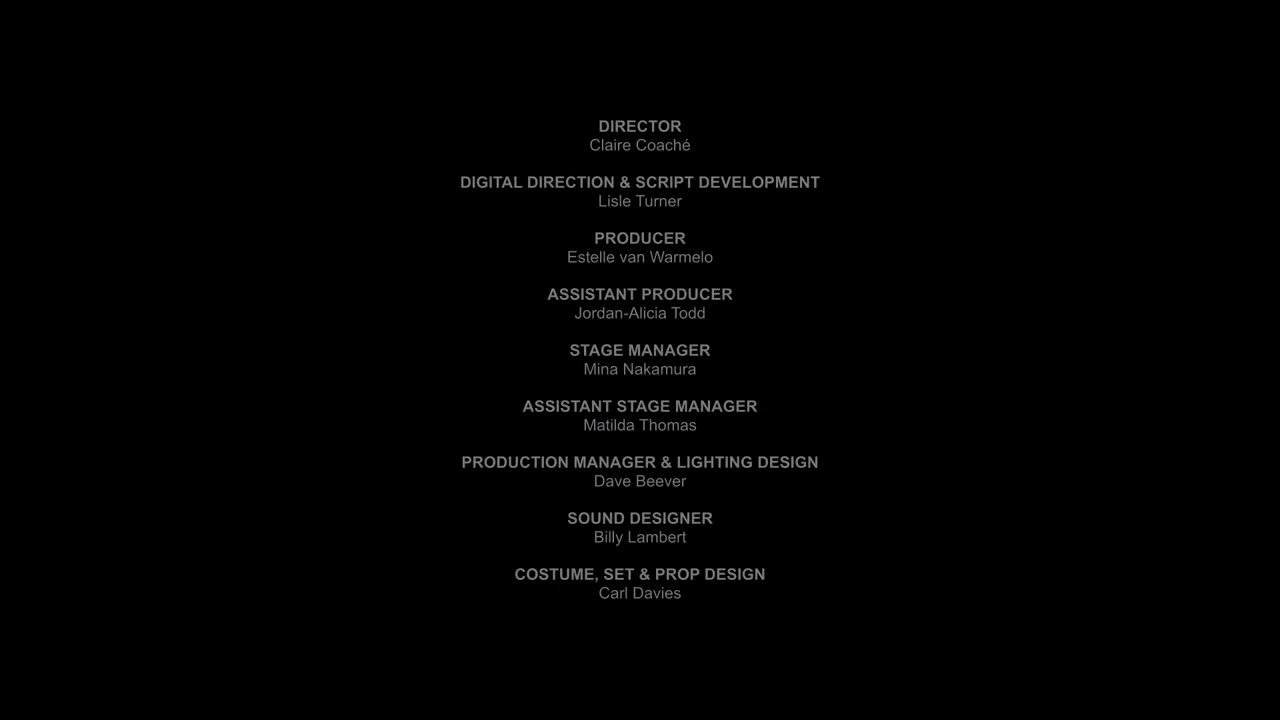 DIRECTOR
Claire Coaché
DIGITAL DIRECTION & SCRIPT DEVELOPMENT
Lisle Turner
PRODUCER
Estelle van Warmelo
ASSISTANT PRODUCER
Jordan-Alicia Todd
STAGE MANAGER
Mina Nakamura
ASSISTANT STAGE MANAGER
Matilda Thomas
PRODUCTION MANAGER & LIGHTING DESIGN
Dave Beever
SOUND DESIGNER
Billy Lambert
COSTUME, SET & PROP DESIGN
Carl Davies